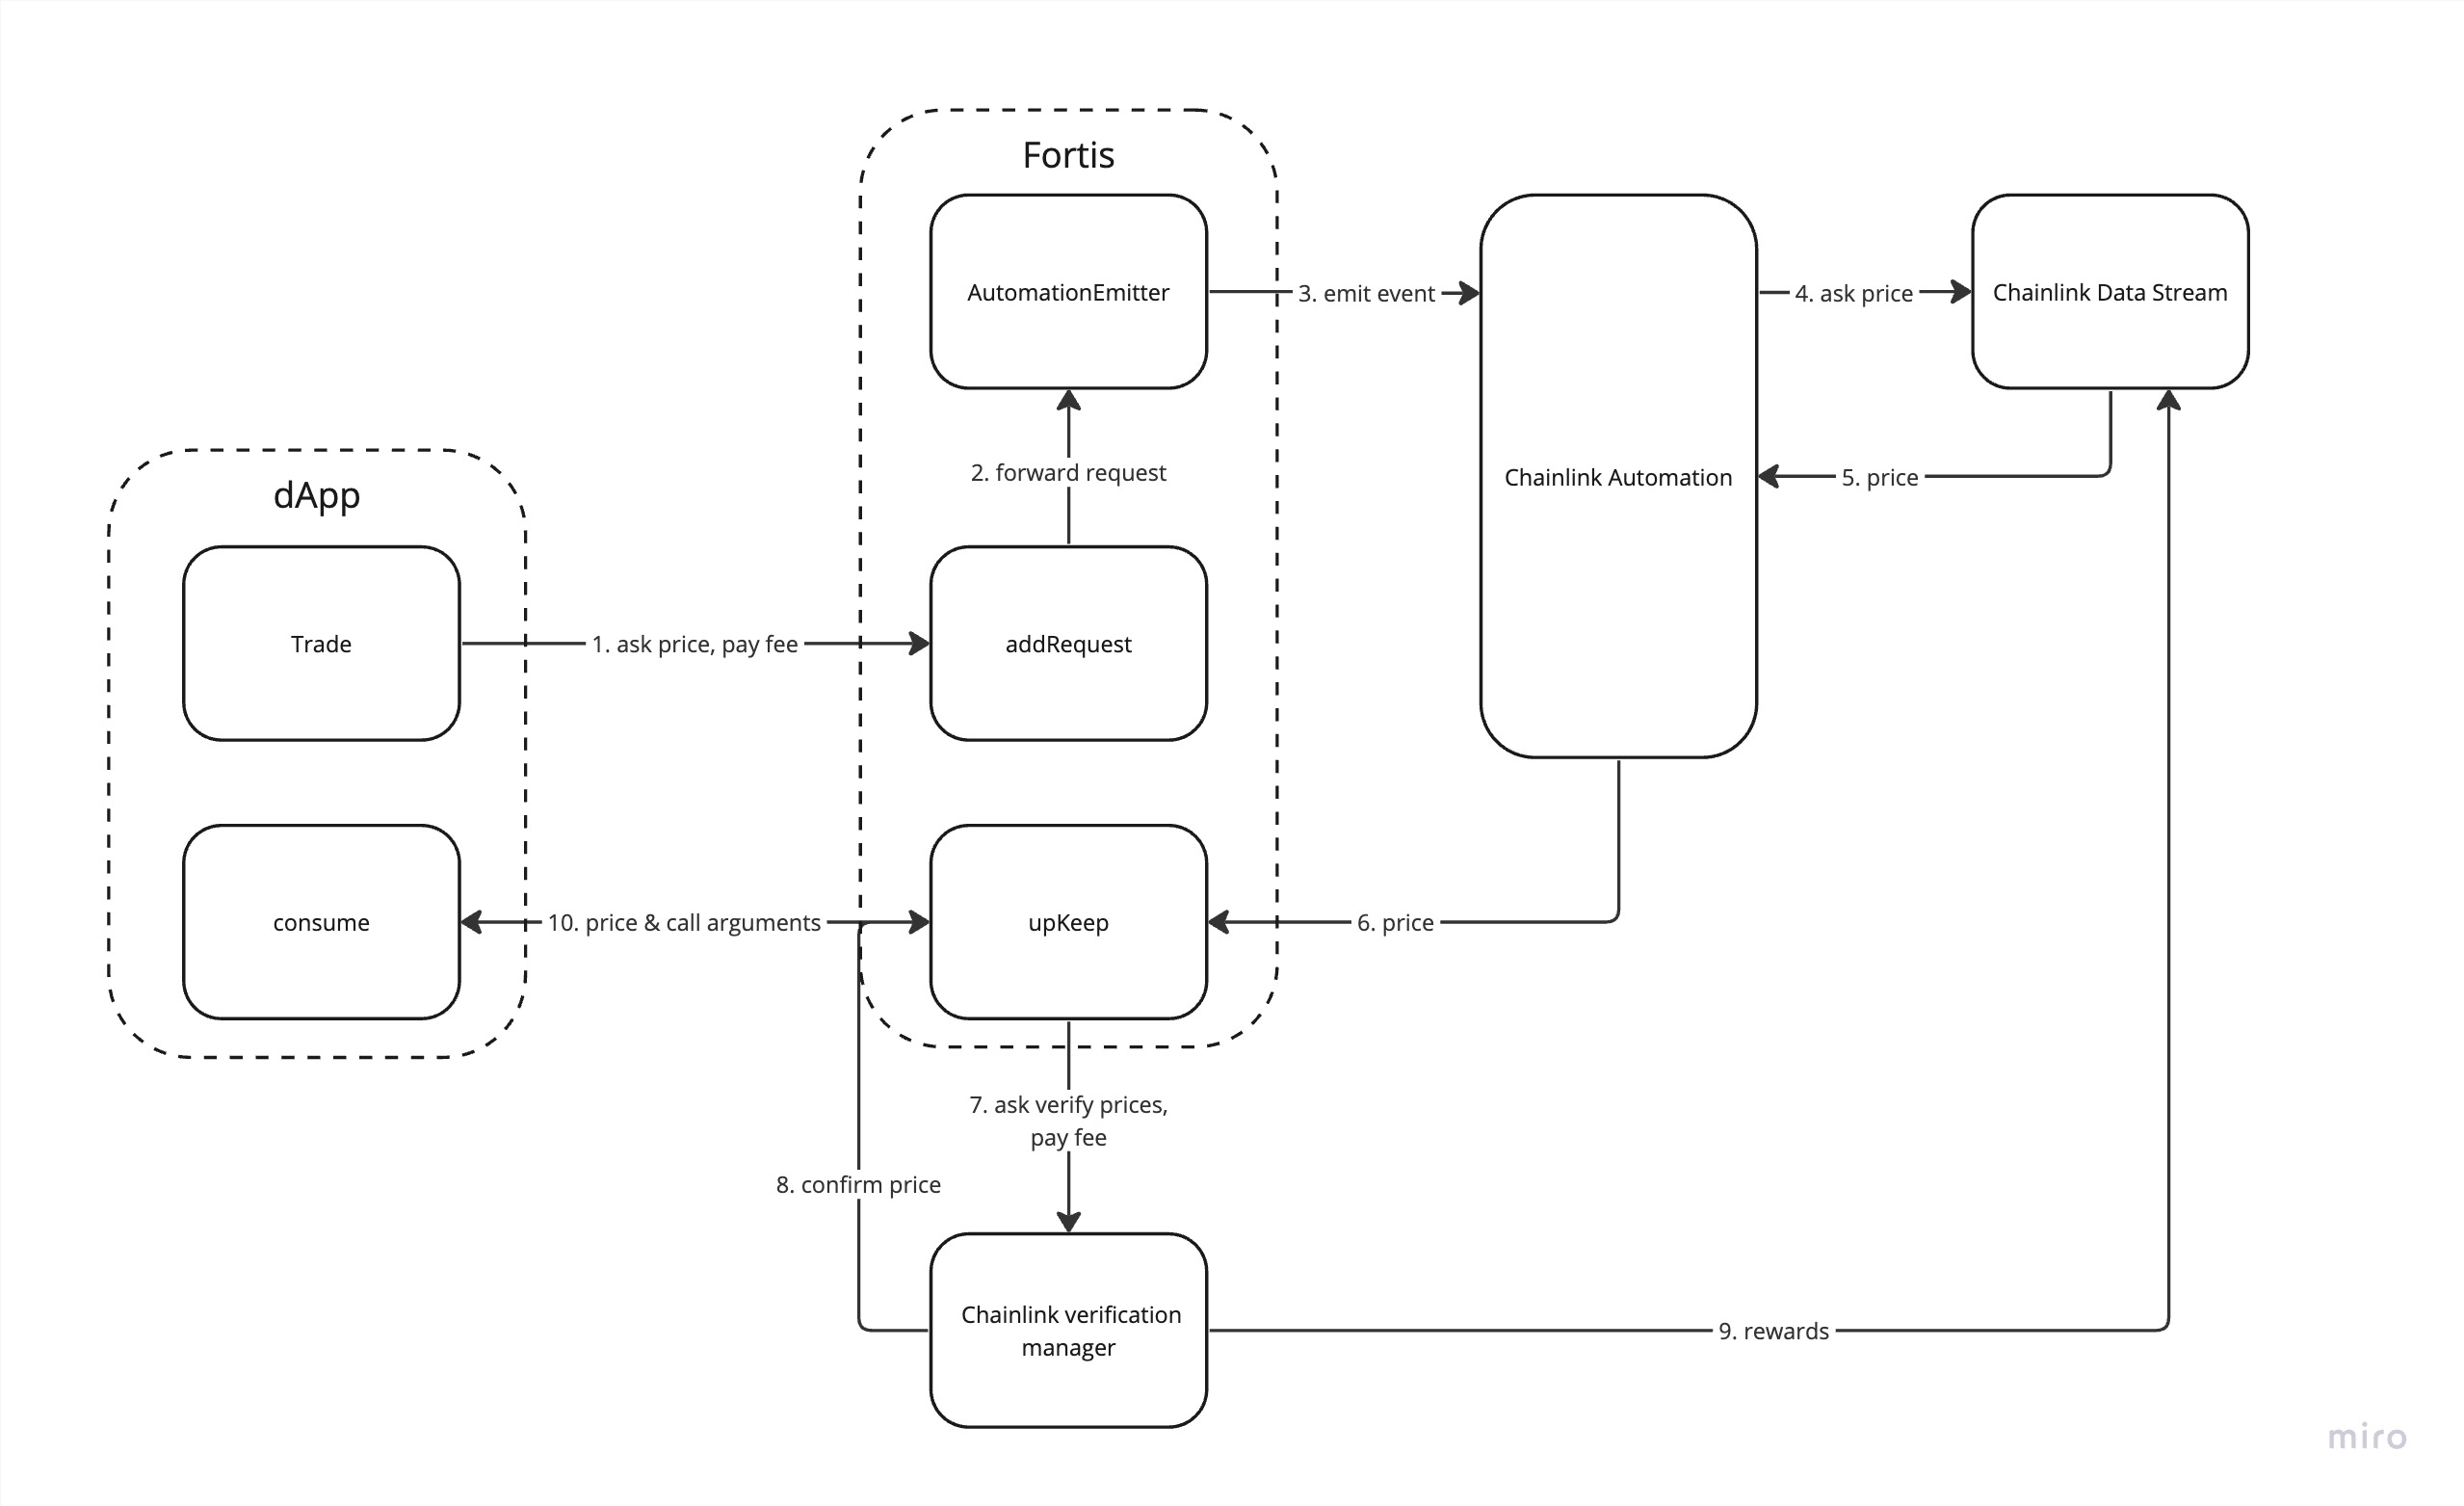 Fortis
AutomationEmitter
3. emit event
4. ask price
Chainlink Data Stream
2. forward request
Chainlink Automation
5. price
dApp
Trade
1. ask price, pay fee
addRequest
consume
10. price & call arguments
upKeep
6. price
7. ask verify prices,
pay fee
8. confirm price
Chainlink verification
manager
9. rewards
miro